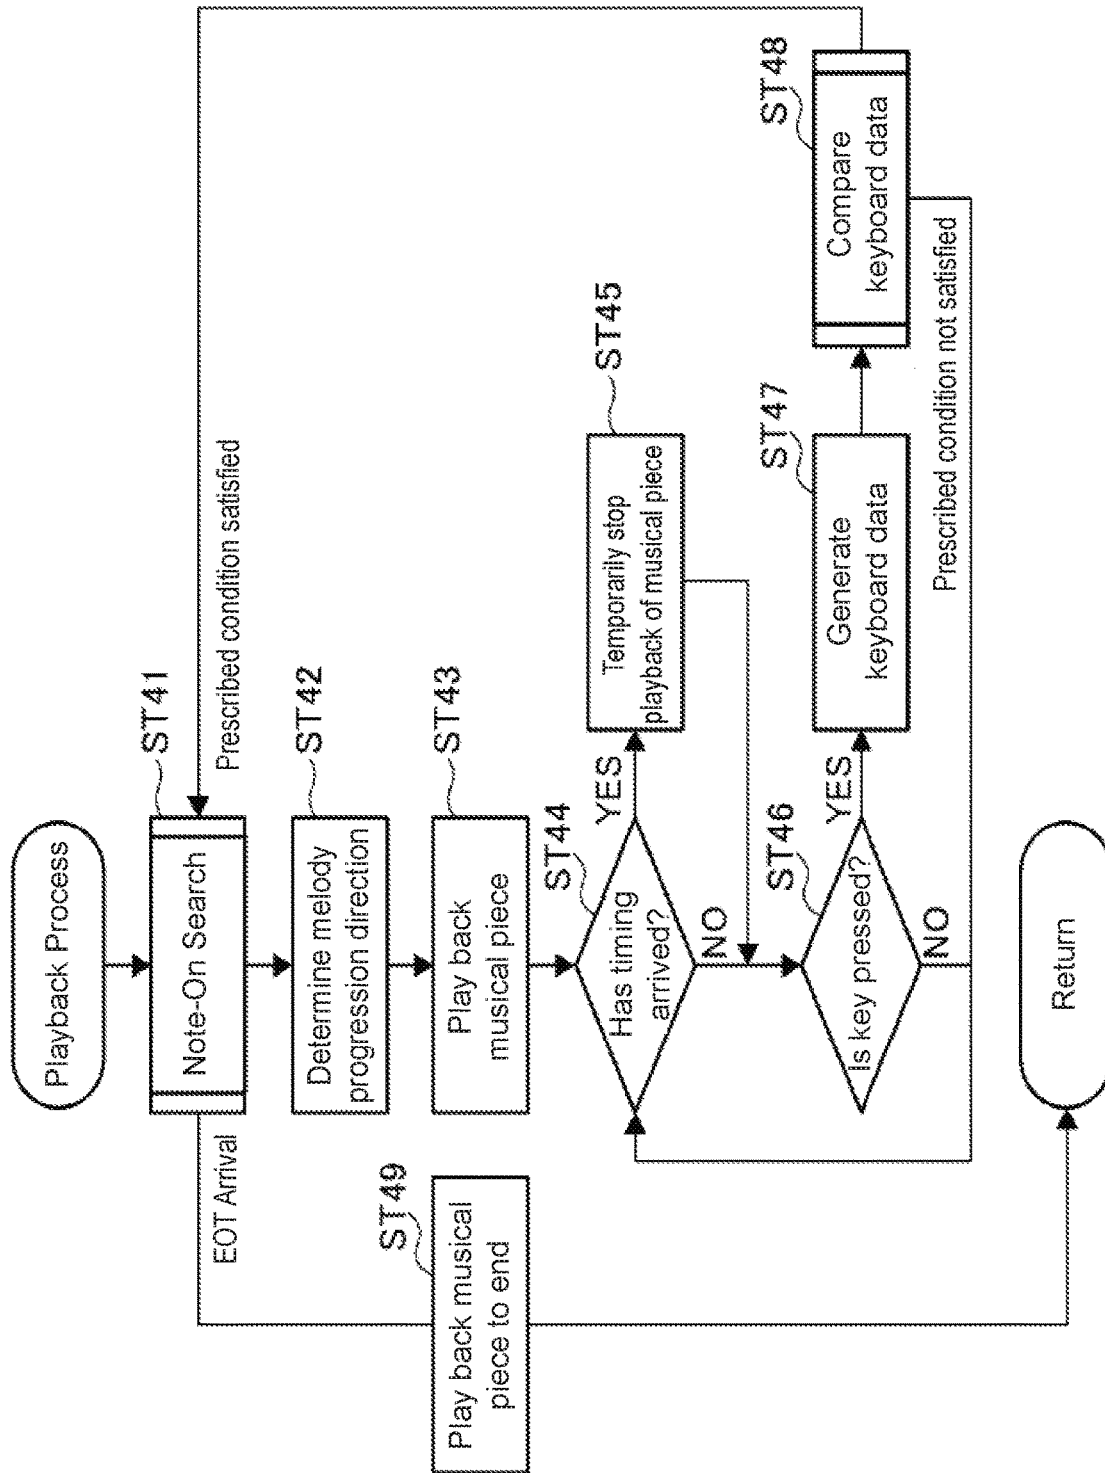 Playback Process
ST41
Note-On Search
EOT Arrival
Prescribed condition satisfied
ST42
Determine melody
progression direction
ST43
Play back
musical piece
ST49
Play back musical
piece to end
ST44
Has timing
arrived?
YES
NO
ST45
Temporarily stop
playback of musical piece
ST46
Is key pressed?
YES
NO
ST47
Generate
keyboard data
ST48
Compare
keyboard data
Prescribed condition not satisfied
Return